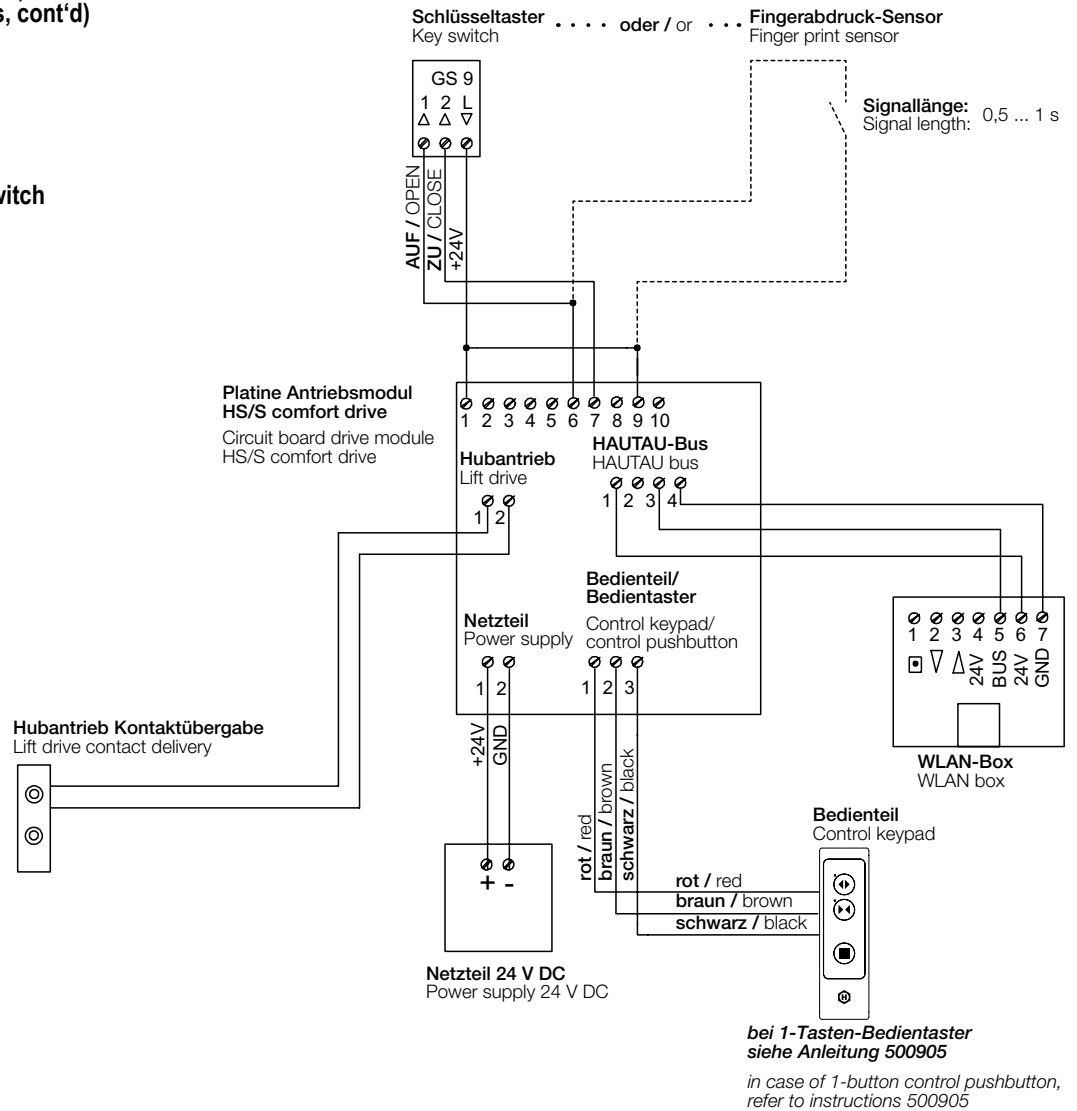 s, cont'd)
witch
Schlüsseltaster
Key switch
oder / or
Fingerabdruck-Sensor
Finger print sensor
GS 9
1 2 L
Signallänge:
Signal length:
0,5 ... 1 s
AUF / OPEN
ZU / CLOSE
+24V
Platine Antriebsmodul
HS/S comfort drive
Circuit board drive module
HS/S comfort drive
1 2 3 4 5 6 7 8 9 10
Hubantrieb
Lift drive
1 2
HAUTAU-Bus
HAUTAU bus
1 2 3 4
Netzteil
Power supply
1 2
Bedienteil/
Bedientaster
Control keypad/
control pushbutton
1 2 3
1 2 3 4 5 6 7
24V
BUS
24V
GND
WLAN-Box
WLAN box
Hubantrieb Kontaktübergabe
Lift drive contact delivery
+24V
GND
rot / red
braun / brown
schwarz / black
+ -
Netzteil 24 V DC
Power supply 24 V DC
rot / red
braun / brown
schwarz / black
Bedienteil
Control keypad
H
bei 1-Tasten-Bedientaster
siehe Anleitung 500905
in case of 1-button control pushbutton,
refer to instructions 500905